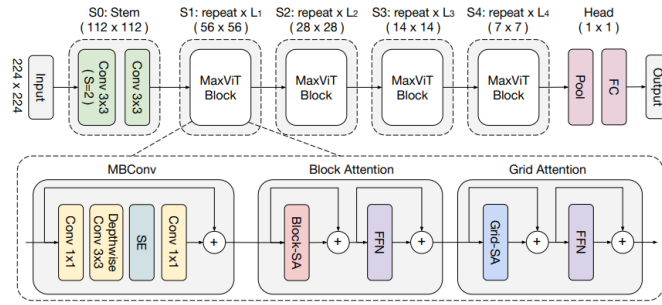 S0: Stem
(112 x 112)
S1: repeat x L₁
(56 x 56)
S2: repeat x L₂
(28 x 28)
S3: repeat x L₃
(14 x 14)
S4: repeat x L₄
(7 x 7)
Head
(1 x 1)
224 x 224
Input
Conv 3x3
(S=2)
Conv 3x3
MaxViT
Block
MaxViT
Block
MaxViT
Block
MaxViT
Block
Pool
FC
Output
MBConv
Block Attention
Grid Attention
Conv 1x1
Depthwise
Conv 3x3
SE
Conv 1x1
+
Block-SA
+
FFN
+
Grid-SA
+
FFN
+